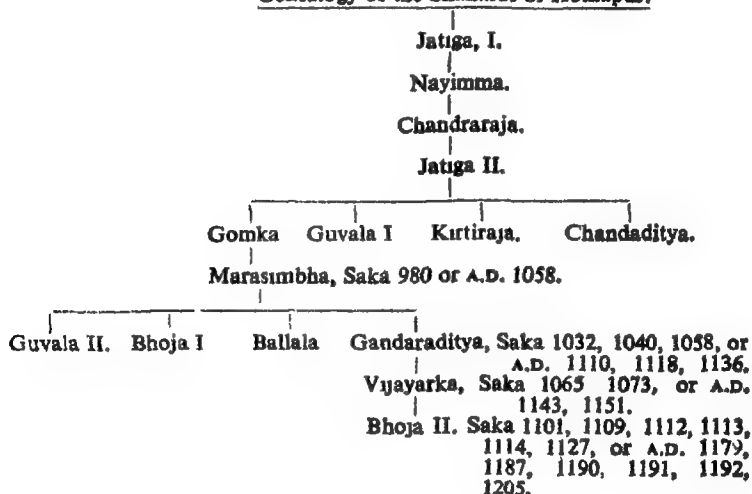 Jatiga, I.
Nayimma.
Chandraraja.
Jatiga II.
Gomka Guvala I Kirtiraja. Chandaditya.
Marasimbha, Saka 980 or A.D. 1058.
Guvala II. Bhoja I Ballala Gandaraditya, Saka 1032, 1040, 1058, or
A.D. 1110, 1118, 1136.
Vijayarka, Saka 1065 1073, or A.D.
1143, 1151.
Bhoja II. Saka 1101, 1109, 1112, 1113,
1114, 1127, or A.D. 1179,
1187, 1190, 1191, 1192,
1205.